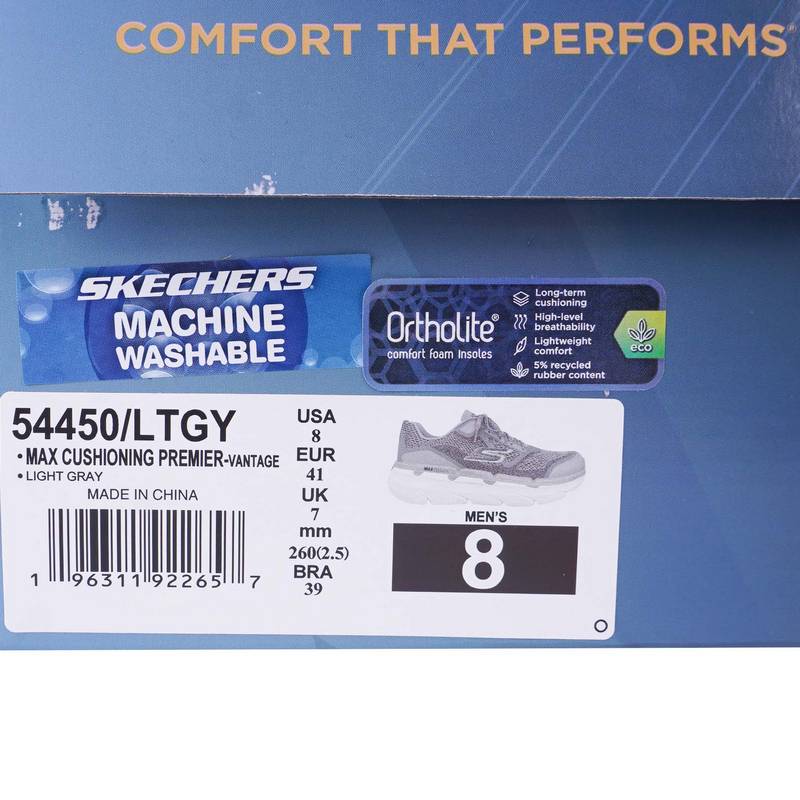 COMFORT THAT PERFORMS®
SKECHERS
MACHINE
WASHABLE
Ortholite®
comfort foam insoles
Long-term
cushioning
High-level
breathability
Lightweight
comfort
5% recycled
rubber content
eco
54450/LTGY
• MAX CUSHIONING PREMIER-VANTAGE
• LIGHT GRAY
MADE IN CHINA
1 96311 92265 7
USA
8
EUR
41
UK
7
mm
260(2.5)
BRA
39
MEN'S
8